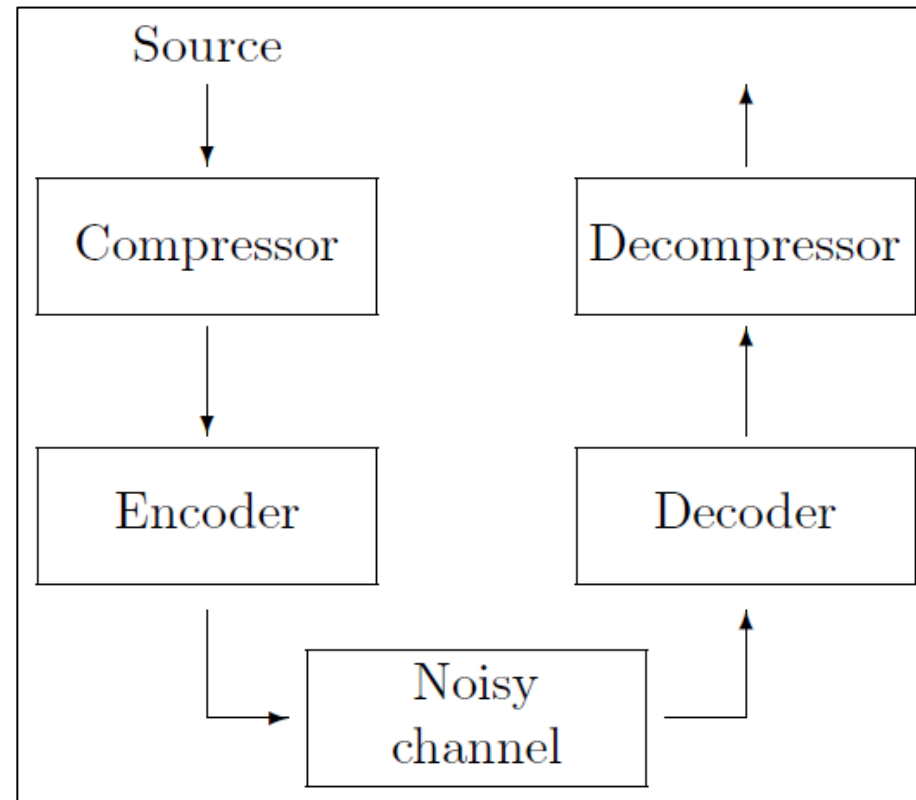 Source
Compressor
Decompressor
Encoder
Decoder
Noisy
channel